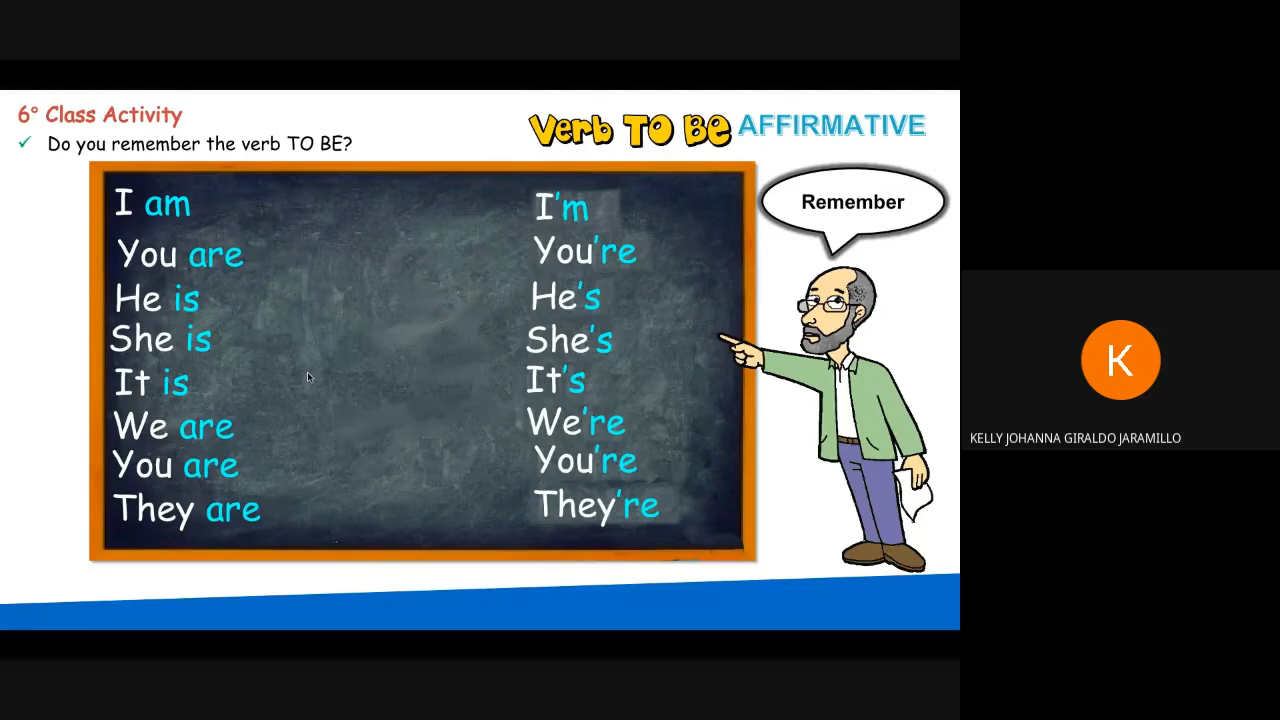 6° Class Activity
✓ Do you remember the verb TO BE?
Verb TO Be AFFIRMATIVE
I am
You are
He is
She is
It is
We are
You are
They are
I'm
You're
He's
She's
It's
We're
You're
They're
Remember
K
KELLY JOHANNA GIRALDO JARAMILLO